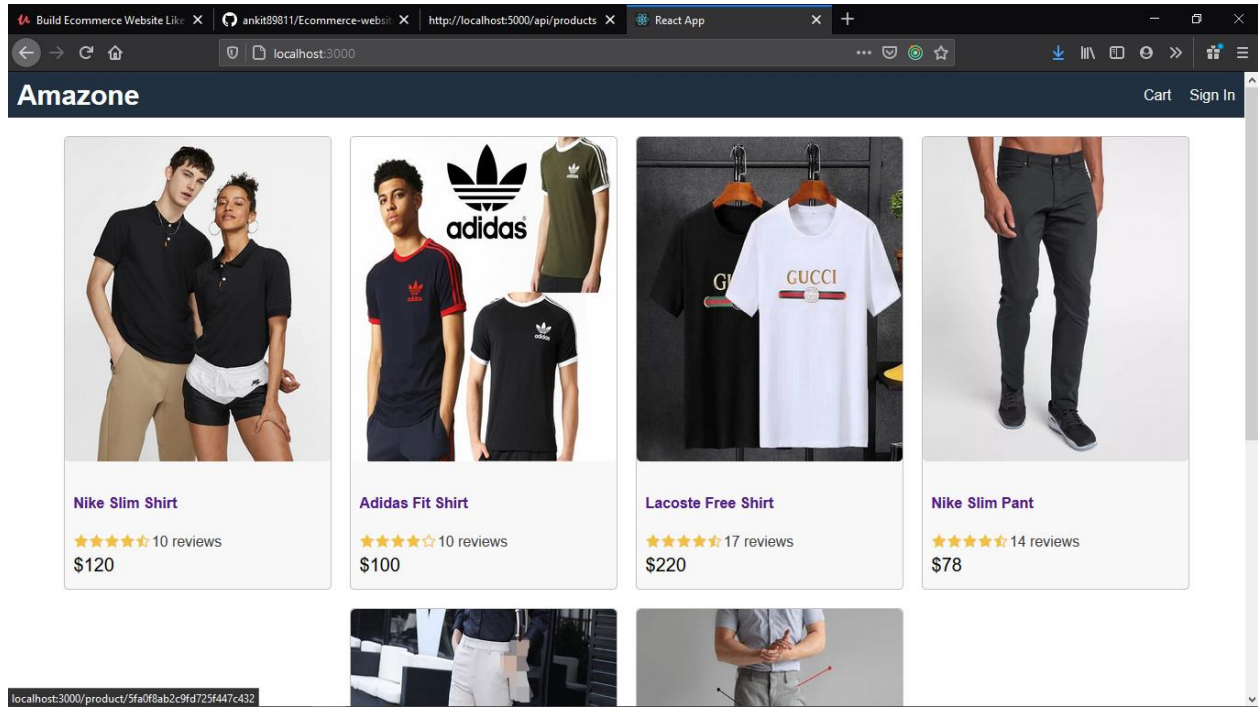 Build Ecommerce Website Like
ankit89811/Ecommerce-websit
http://localhost:5000/api/products
React App
localhost:3000
Amazone
Cart
Sign In
adidas
GUCCI
GUCCI
Nike Slim Shirt
Adidas Fit Shirt
Lacoste Free Shirt
Nike Slim Pant
10 reviews
10 reviews
17 reviews
14 reviews
$120
$100
$220
$78
localhost:3000/product/5fa0f8ab2c9fd725f447c432